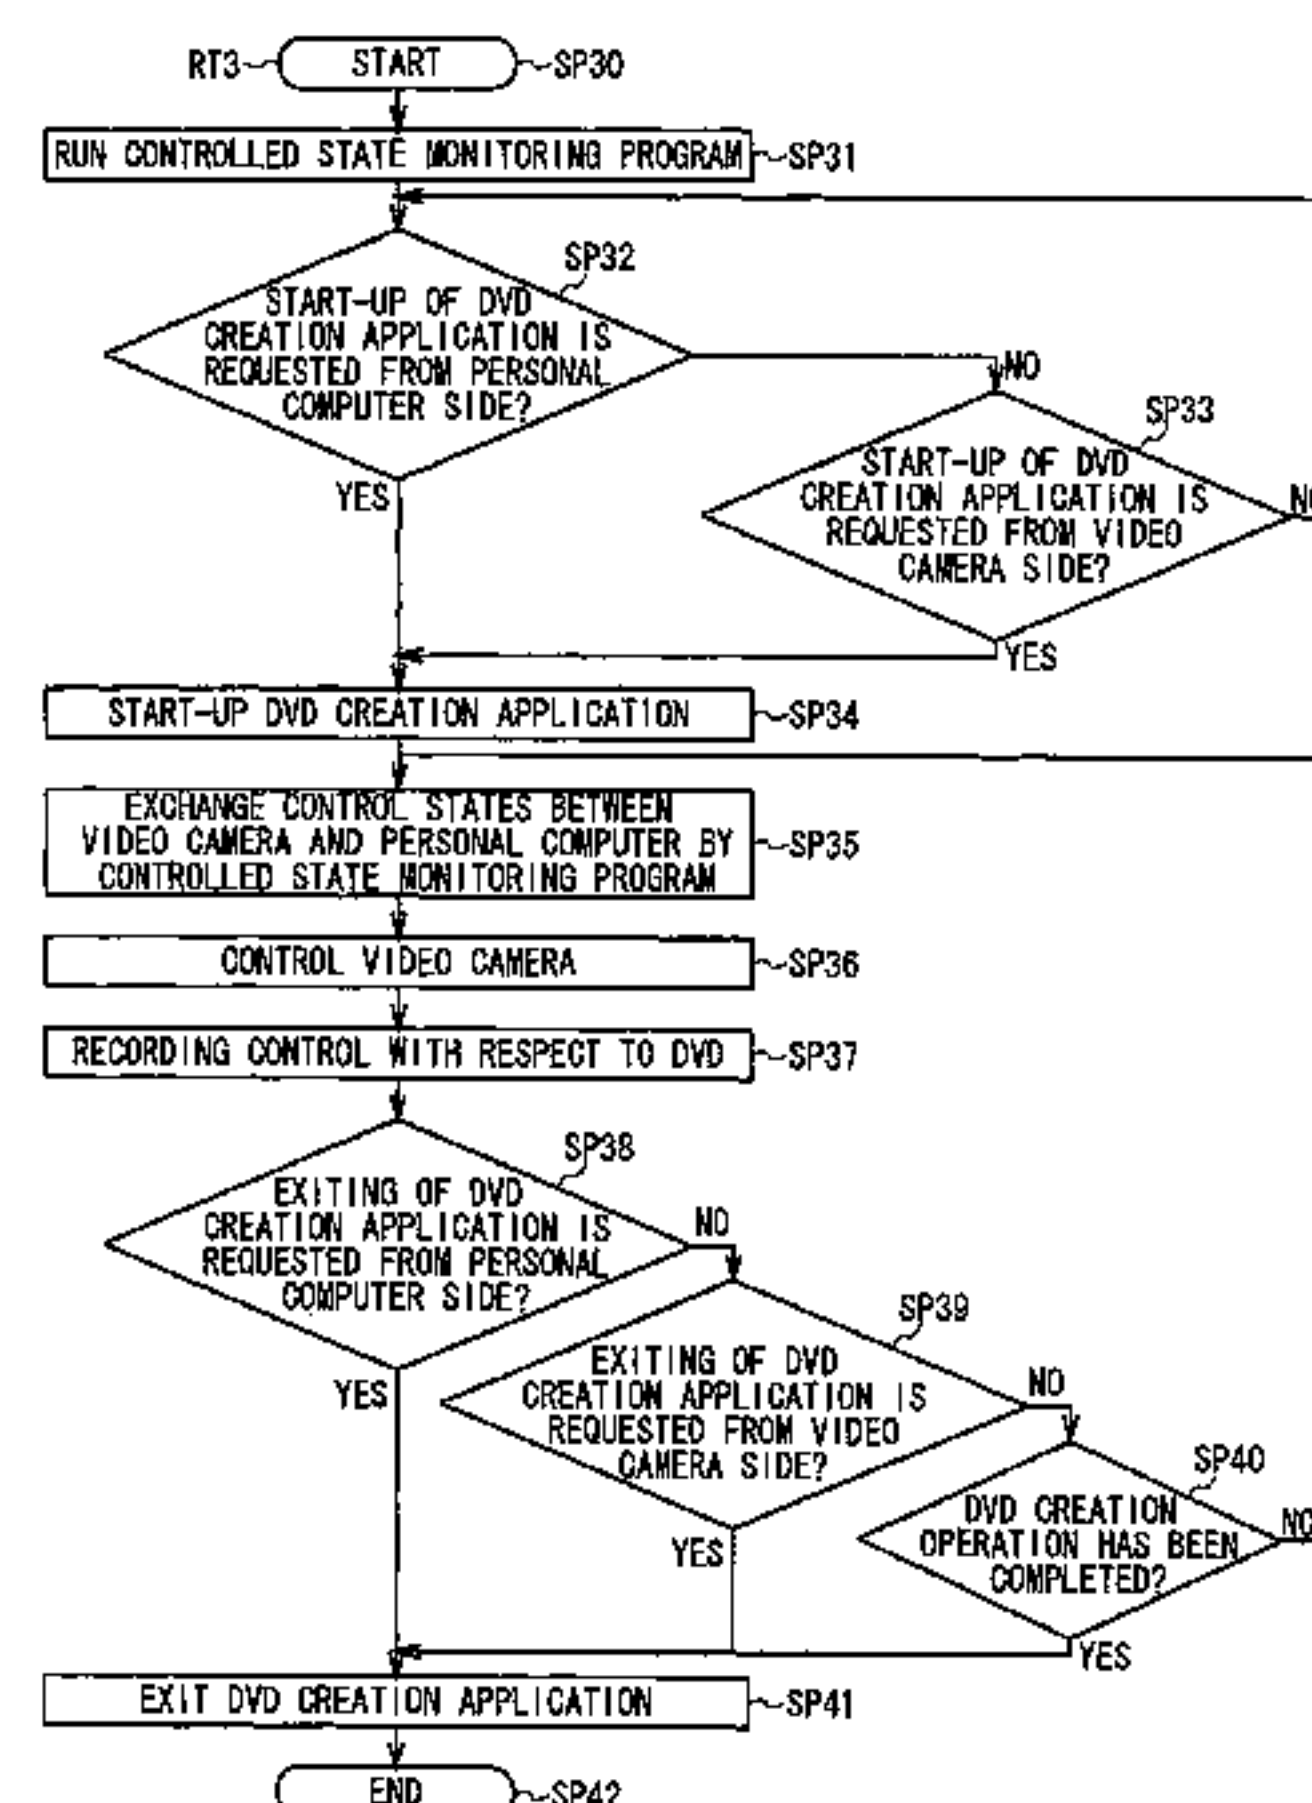 RT3
START
SP30
RUN CONTROLLED STATE MONITORING PROGRAM
SP31
SP32
START-UP OF DVD
CREATION APPLICATION IS
REQUESTED FROM PERSONAL
COMPUTER SIDE?
NO
YES
SP33
START-UP OF DVD
CREATION APPLICATION IS
REQUESTED FROM VIDEO
CAMERA SIDE?
NO
YES
START-UP DVD CREATION APPLICATION
SP34
EXCHANGE CONTROL STATES BETWEEN
VIDEO CAMERA AND PERSONAL COMPUTER BY
CONTROLLED STATE MONITORING PROGRAM
SP35
CONTROL VIDEO CAMERA
SP36
RECORDING CONTROL WITH RESPECT TO DVD
SP37
SP38
EXITING OF DVD
CREATION APPLICATION IS
REQUESTED FROM PERSONAL
COMPUTER SIDE?
NO
YES
SP39
EXITING OF DVD
CREATION APPLICATION IS
REQUESTED FROM VIDEO
CAMERA SIDE?
NO
YES
SP40
DVD CREATION
OPERATION HAS BEEN
COMPLETED?
NO
YES
EXIT DVD CREATION APPLICATION
SP41
END
SP42